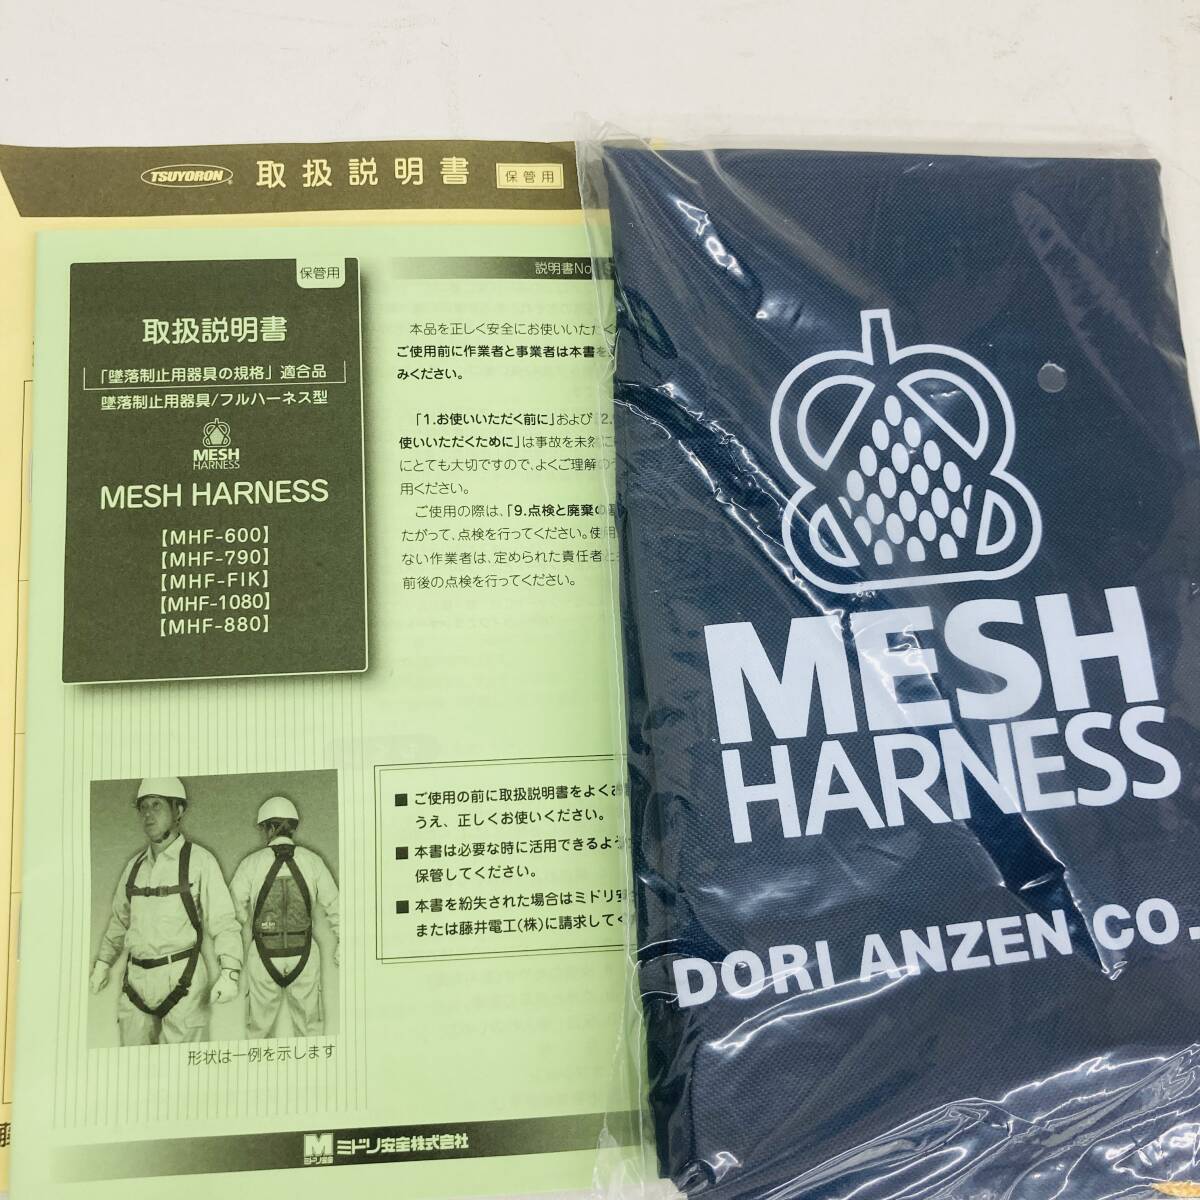 TSUYORON
取扱説明書
保管用
保管用
取扱説明書
「墜落制止用器具の規格」適合品
墜落制止用器具/フルハーネス型
MESH
HARNESS
MESH HARNESS
【MHF-600】
【MHF-790】
【MHF-FIK】
【MHF-1080】
【MHF-880】
説明書No
本品を正しく安全にお使いいただく
ご使用前に作業者と事業者は本書を
みください。
「1.お使いいただく前に」および「2.
使いいただくために」は事故を未然に
にとても大切ですので、よくご理解の
用ください。
ご使用の際は、「9.点検と廃棄の
たがって、点検を行ってください。使用
ない作業者は、定められた責任者と
前後の点検を行ってください。
■ ご使用の前に取扱説明書をよくお
うえ、正しくお使いください。
■ 本書は必要な時に活用できるよう
保管してください。
■ 本書を紛失された場合はミドリ安
または藤井電工(株)に請求してく
形状は一例を示します
ミドリ安全
ミドリ安全株式会社
MESH
HARNESS
DORI ANZEN CO.